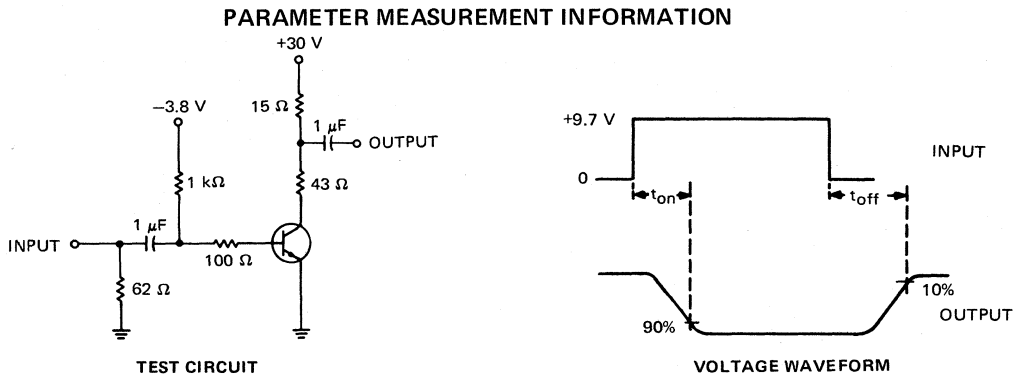 PARAMETER MEASUREMENT INFORMATION
+30 V
−3.8 V
15 Ω
1 µF
OUTPUT
1 kΩ
43 Ω
1 µF
INPUT
100 Ω
62 Ω
TEST CIRCUIT
+9.7 V
INPUT
0
ton
toff
10%
OUTPUT
90%
VOLTAGE WAVEFORM